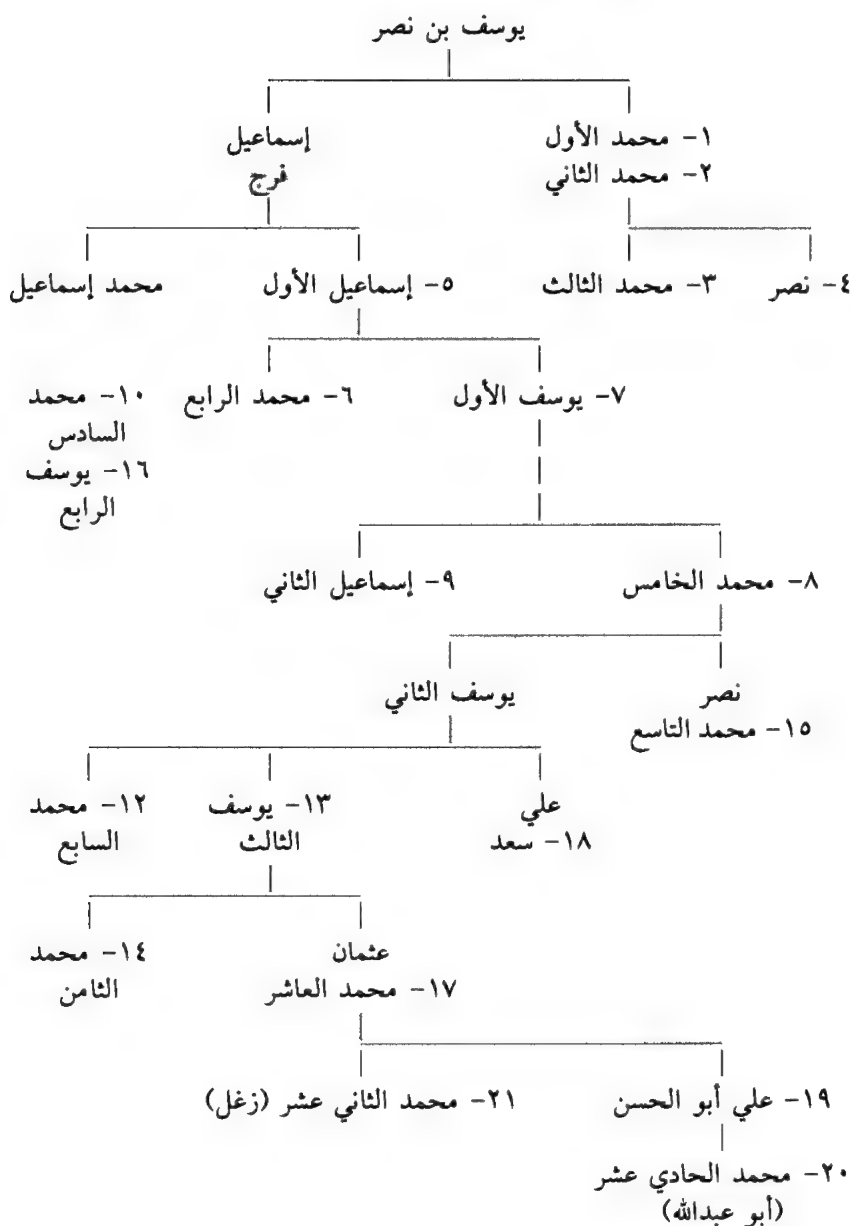 يوسف بن نصر
١- محمد الأول
٢- محمد الثاني
إسماعيل
فرج
٤- نصر
٣- محمد الثالث
٥- إسماعيل الأول
محمد إسماعيل
٧- يوسف الأول
٦- محمد الرابع
١٠- محمد
السادس
١٦- يوسف
الرابع
٨- محمد الخامس
٩- إسماعيل الثاني
نصر
١٥- محمد التاسع
يوسف الثاني
علي
١٨- سعد
١٣- يوسف
الثالث
١٢- محمد
السابع
عثمان
١٧- محمد العاشر
١٤- محمد
الثامن
١٩- علي أبو الحسن
٢١- محمد الثاني عشر (زغل)
٢٠- محمد الحادي عشر
(أبو عبدالله)